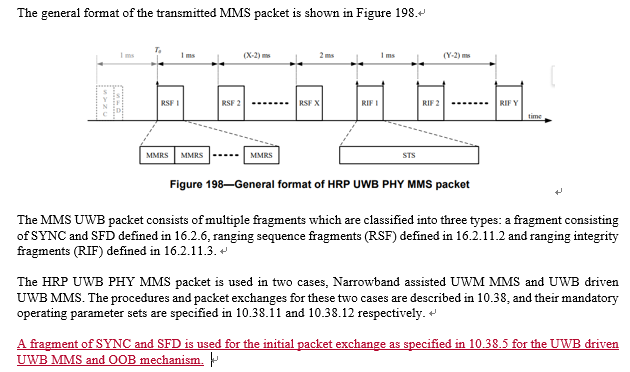 The general format of the transmitted MMS packet is shown in Figure 198.
1 ms T₀ 1 ms (X-2) ms 2 ms 1 ms (Y-2) ms
SYNC SFD RSF 1 RSF 2 RSF X RIF 1 RIF 2 RIF Y
time
MMRS MMRS MMRS STS
Figure 198—General format of HRP UWB PHY MMS packet
The MMS UWB packet consists of multiple fragments which are classified into three types: a fragment consisting
of SYNC and SFD defined in 16.2.6, ranging sequence fragments (RSF) defined in 16.2.11.2 and ranging integrity
fragments (RIF) defined in 16.2.11.3.
The HRP UWB PHY MMS packet is used in two cases, Narrowband assisted UWM MMS and UWB driven
UWB MMS. The procedures and packet exchanges for these two cases are described in 10.38, and their mandatory
operating parameter sets are specified in 10.38.11 and 10.38.12 respectively.
A fragment of SYNC and SFD is used for the initial packet exchange as specified in 10.38.5 for the UWB driven
UWB MMS and OOB mechanism.